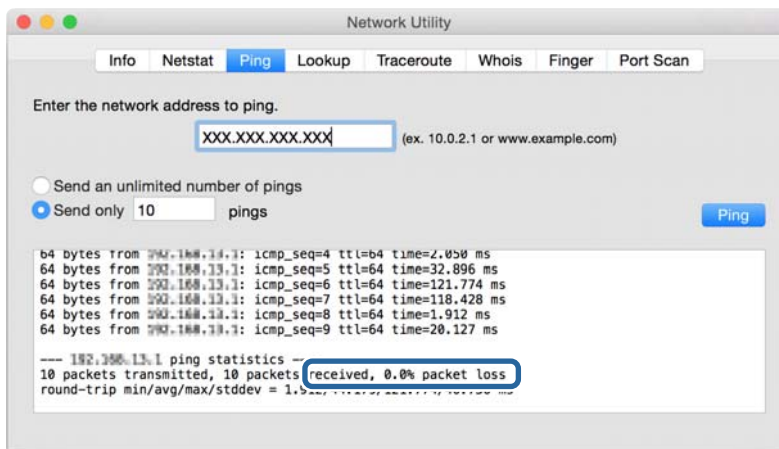 Network Utility
Info Netstat Ping Lookup Traceroute Whois Finger Port Scan
Enter the network address to ping.
XXX.XXX.XXX.XXX (ex. 10.0.2.1 or www.example.com)
Send an unlimited number of pings
Send only 10 pings
Ping
64 bytes from : icmp_seq=4 ttl=64 time=2.050 ms
64 bytes from : icmp_seq=5 ttl=64 time=32.896 ms
64 bytes from : icmp_seq=6 ttl=64 time=121.774 ms
64 bytes from : icmp_seq=7 ttl=64 time=118.428 ms
64 bytes from : icmp_seq=8 ttl=64 time=1.912 ms
64 bytes from : icmp_seq=9 ttl=64 time=20.127 ms
--- ping statistics --
10 packets transmitted, 10 packets received, 0.0% packet loss
round-trip min/avg/max/stddev = ms